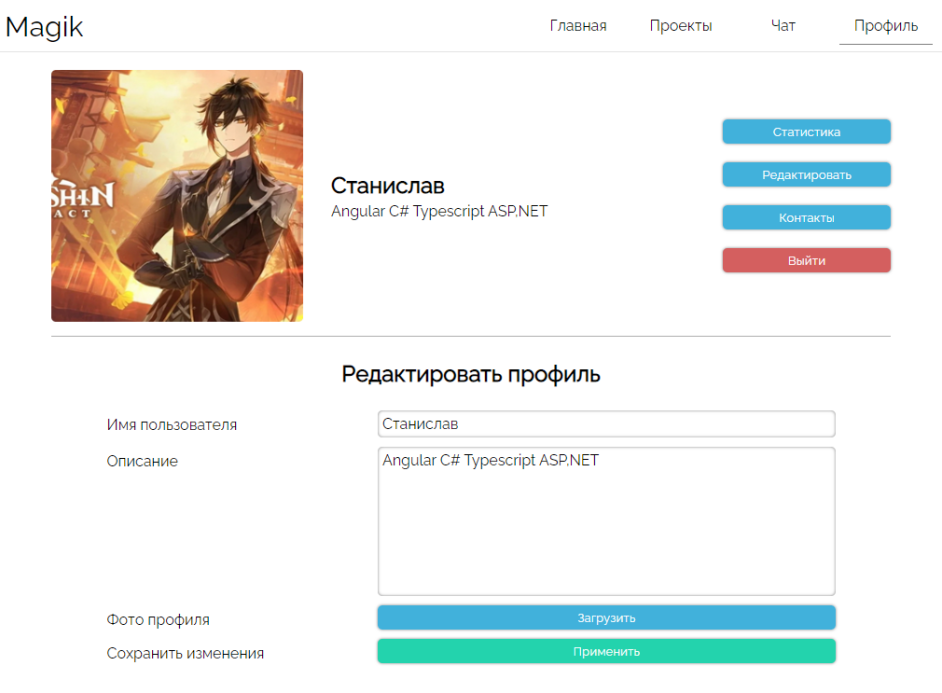 Magik
Главная Проекты Чат Профиль
SHIN
ACT
Статистика
Редактировать
Контакты
Выйти
Станислав
Angular C# Typescript ASP.NET
Редактировать профиль
Имя пользователя Станислав
Описание Angular C# Typescript ASP.NET
Фото профиля Загрузить
Сохранить изменения Применить